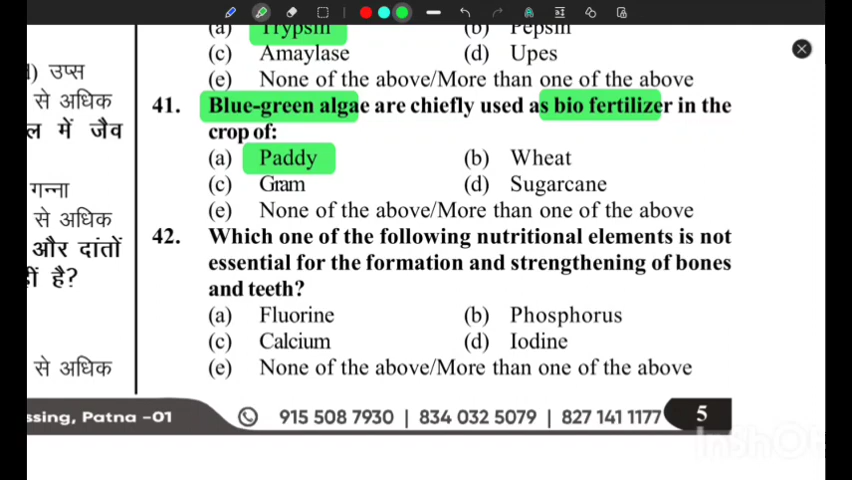 (a) Trypsin (b) Pepsin
(c) Amaylase (d) Upes
) उप्स
(e) None of the above/More than one of the above
से अधिक
41. Blue-green algae are chiefly used as bio fertilizer in the
ल में जैव
crop of:
(a) Paddy (b) Wheat
गन्ना
(c) Gram (d) Sugarcane
से अधिक
(e) None of the above/More than one of the above
42. Which one of the following nutritional elements is not
और दांतों
essential for the formation and strengthening of bones
हीं है?
and teeth?
(a) Fluorine (b) Phosphorus
(c) Calcium (d) Iodine
से अधिक
(e) None of the above/More than one of the above
ssing, Patna -01
915 508 7930 | 834 032 5079 | 827 141 1177
5
InShOt